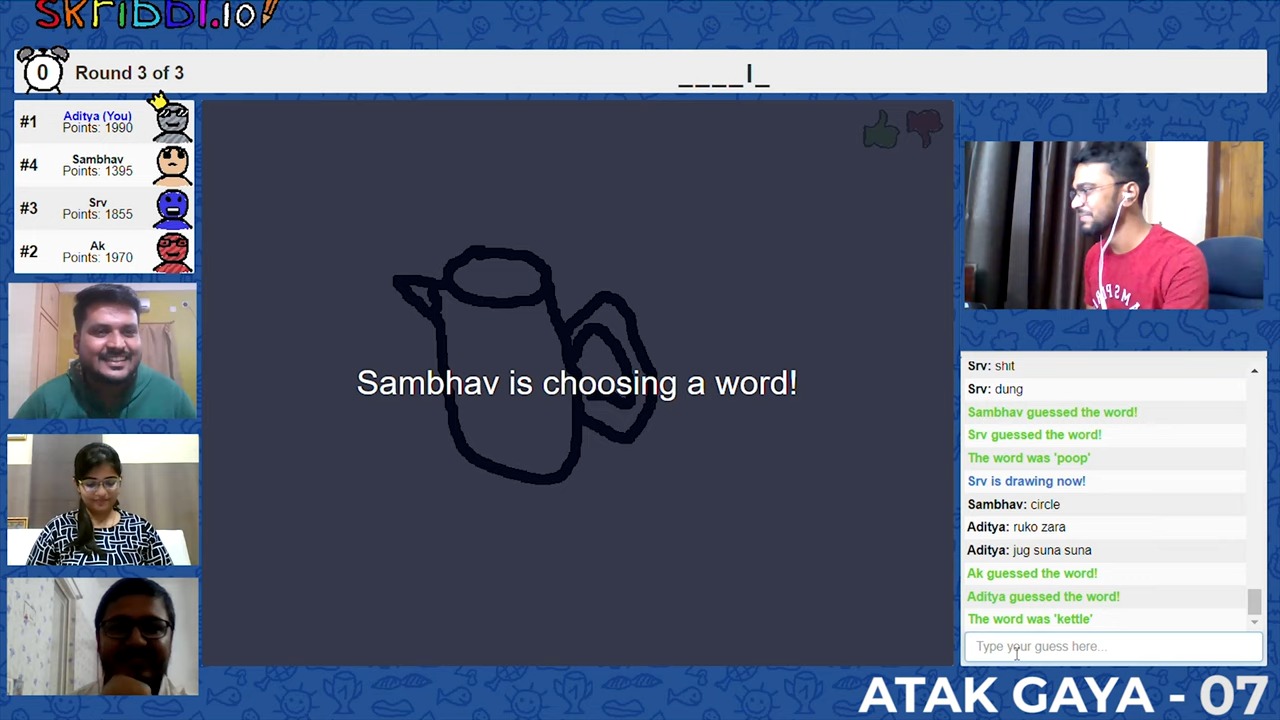 skribbl.io
0 Round 3 of 3 ____l_
#1 Aditya (You)
Points: 1990
#4 Sambhav
Points: 1395
#3 Srv
Points: 1855
#2 Ak
Points: 1970
Sambhav is choosing a word!
Srv: shit
Srv: dung
Sambhav guessed the word!
Srv guessed the word!
The word was 'poop'
Srv is drawing now!
Sambhav: circle
Aditya: ruko zara
Aditya: jug suna suna
Ak guessed the word!
Aditya guessed the word!
The word was 'kettle'
Type your guess here...
ATAK GAYA - 07